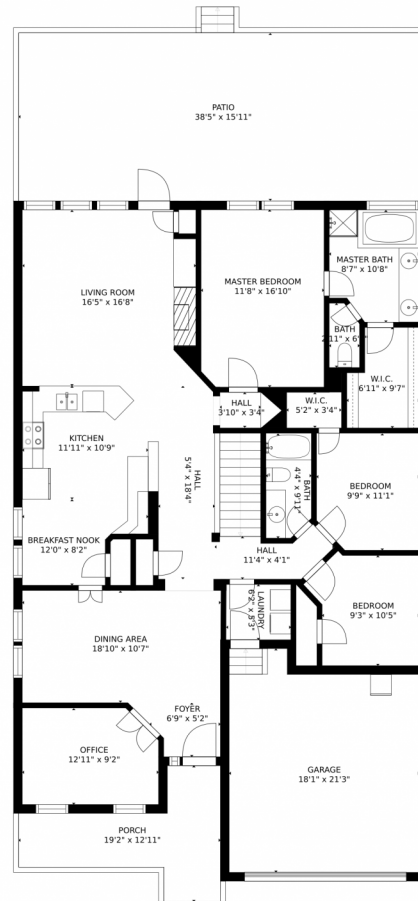 PATIO
38'5" x 15'11"
LIVING ROOM
16'5" x 16'8"
MASTER BEDROOM
11'8" x 16'10"
MASTER BATH
8'7" x 10'8"
BATH
W.I.C.
6'11" x 9'7"
HALL
3'10" x 3'4"
W.I.C.
5'2" x 3'4"
KITCHEN
11'11" x 10'9"
HALL
5'4" x 18'4"
BATH
4'4" x 9'11"
BEDROOM
9'9" x 11'1"
BREAKFAST NOOK
12'0" x 8'2"
HALL
11'4" x 4'1"
BEDROOM
9'3" x 10'5"
LAUNDRY
6'2" x 5'3"
DINING AREA
18'10" x 10'7"
FOYER
6'9" x 5'2"
OFFICE
12'11" x 9'2"
GARAGE
18'1" x 21'3"
PORCH
19'2" x 12'11"